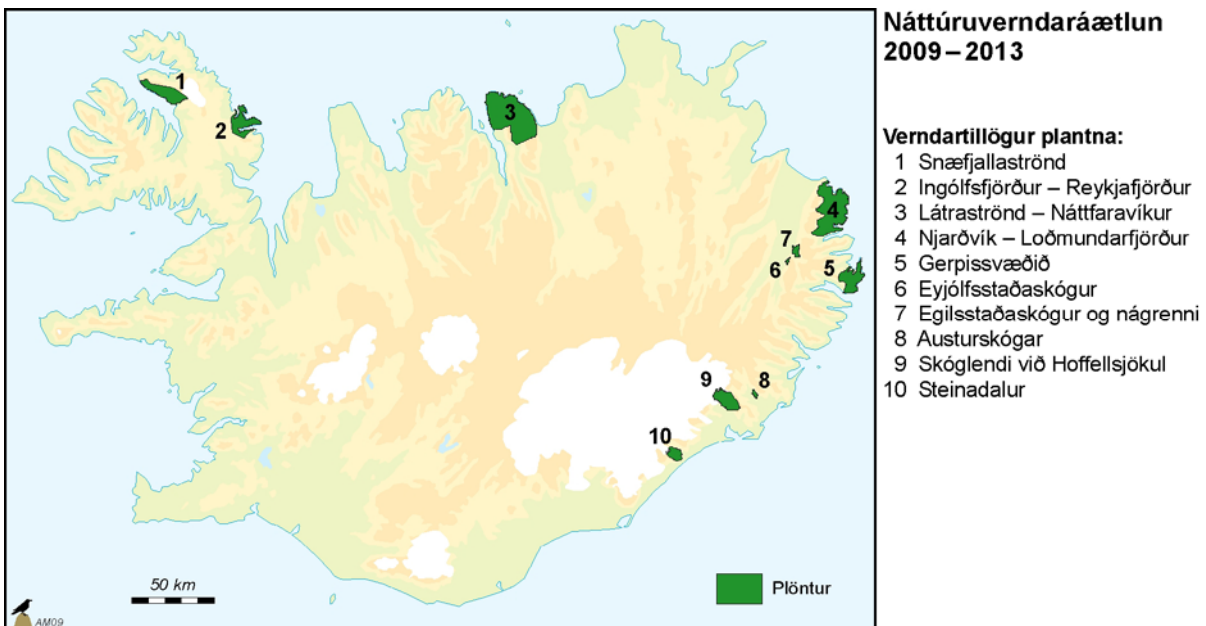 Náttúruverndaráætlun
2009 – 2013
Verndartillögur plantna:
1 Snæfjallaströnd
2 Ingólfsfjörður – Reykjafjörður
3 Látraströnd – Náttfaravíkur
4 Njarðvík – Loðmundarfjörður
5 Gerpissvæðið
6 Eyjólfsstaðaskógur
7 Egilsstaðaskógur og nágrenni
8 Austurskógar
9 Skóglendi við Hoffellsjökul
10 Steinadalur
1
2
3
4
7
6
5
9
8
10
50 km
Plöntur
AM09